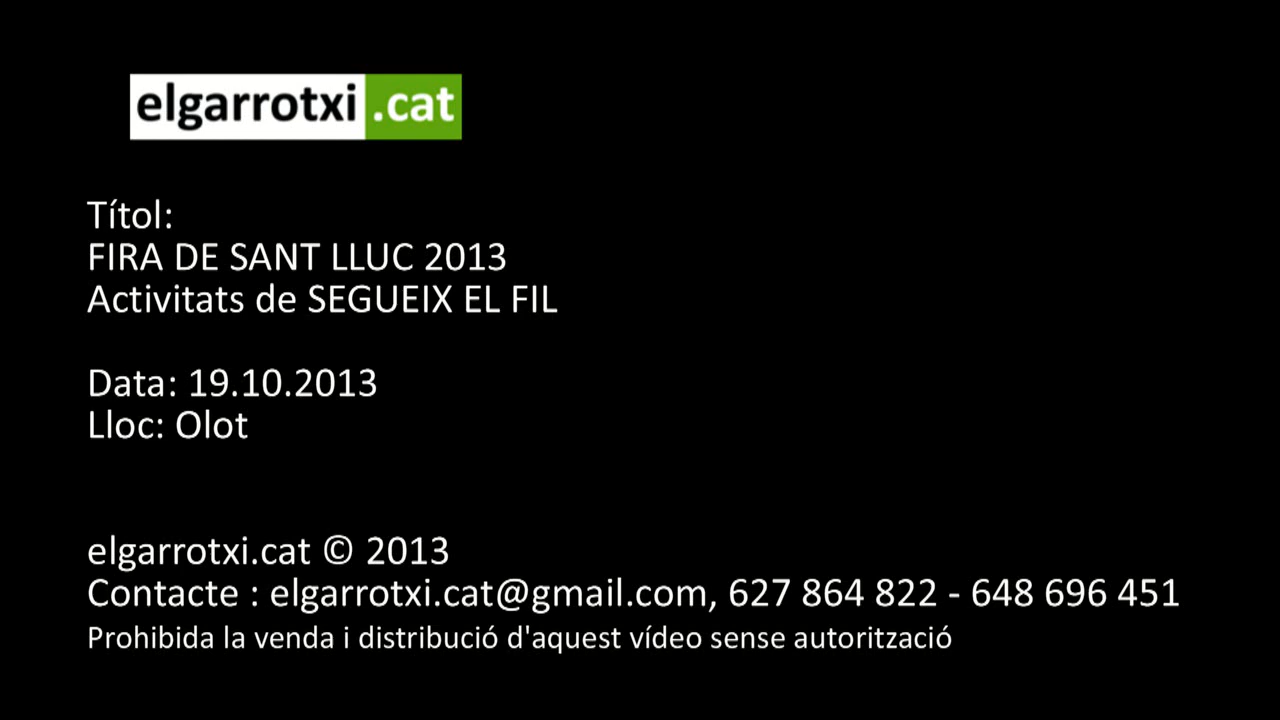 elgarrotxi.cat
Títol:
FIRA DE SANT LLUC 2013
Activitats de SEGUEIX EL FIL
Data: 19.10.2013
Lloc: Olot
elgarrotxi.cat © 2013
Contacte : elgarrotxi.cat@gmail.com, 627 864 822 - 648 696 451
Prohibida la venda i distribució d'aquest vídeo sense autorització